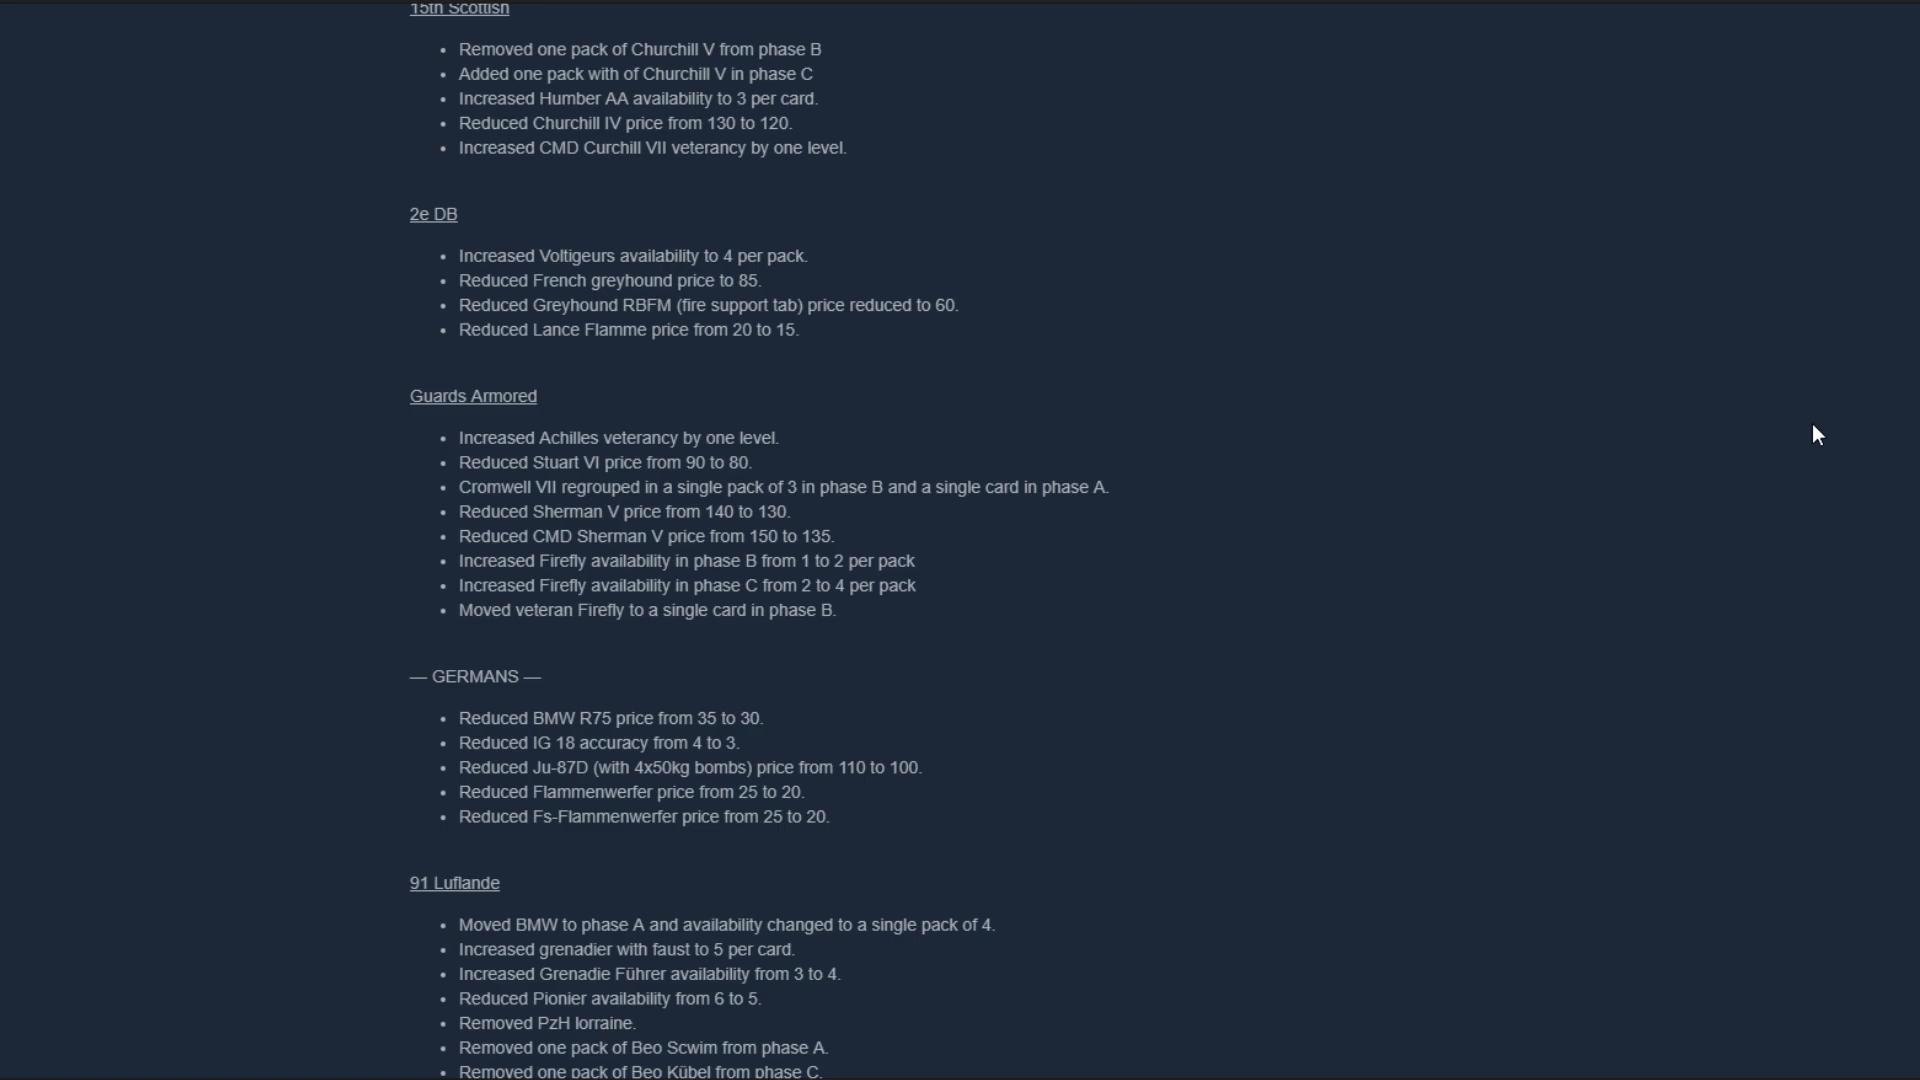 15th Scottish
• Removed one pack of Churchill V from phase B
• Added one pack with of Churchill V in phase C
• Increased Humber AA availability to 3 per card.
• Reduced Churchill IV price from 130 to 120.
• Increased CMD Curchill VII veterancy by one level.
2e DB
• Increased Voltigeurs availability to 4 per pack.
• Reduced French greyhound price to 85.
• Reduced Greyhound RBFM (fire support tab) price reduced to 60.
• Reduced Lance Flamme price from 20 to 15.
Guards Armored
• Increased Achilles veterancy by one level.
• Reduced Stuart VI price from 90 to 80.
• Cromwell VII regrouped in a single pack of 3 in phase B and a single card in phase A.
• Reduced Sherman V price from 140 to 130.
• Reduced CMD Sherman V price from 150 to 135.
• Increased Firefly availability in phase B from 1 to 2 per pack
• Increased Firefly availability in phase C from 2 to 4 per pack
• Moved veteran Firefly to a single card in phase B.
— GERMANS —
• Reduced BMW R75 price from 35 to 30.
• Reduced IG 18 accuracy from 4 to 3.
• Reduced Ju-87D (with 4x50kg bombs) price from 110 to 100.
• Reduced Flammenwerfer price from 25 to 20.
• Reduced Fs-Flammenwerfer price from 25 to 20.
91 Luflande
• Moved BMW to phase A and availability changed to a single pack of 4.
• Increased grenadier with faust to 5 per card.
• Increased Grenadie Führer availability from 3 to 4.
• Reduced Pionier availability from 6 to 5.
• Removed PzH lorraine.
• Removed one pack of Beo Scwim from phase A.
• Removed one pack of Beo Kübel from phase C.